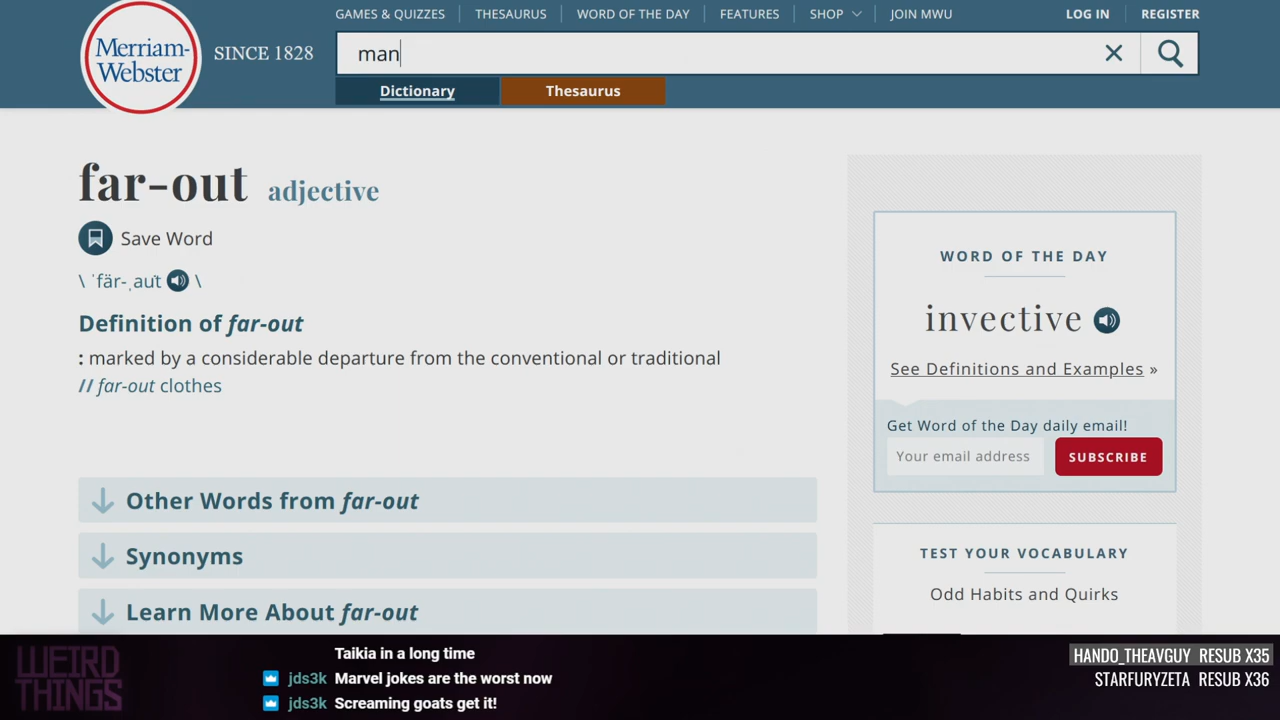 GAMES & QUIZZES THESAURUS WORD OF THE DAY FEATURES SHOP JOIN MWU LOG IN REGISTER
Merriam-
Webster
SINCE 1828
man
Dictionary Thesaurus
far-out adjective
Save Word
\ ˈfär-ˌau̇t \
Definition of far-out
: marked by a considerable departure from the conventional or traditional
// far-out clothes
Other Words from far-out
Synonyms
Learn More About far-out
WORD OF THE DAY
invective
See Definitions and Examples »
Get Word of the Day daily email!
Your email address SUBSCRIBE
TEST YOUR VOCABULARY
Odd Habits and Quirks
WEIRD
THINGS
Taikia in a long time
jds3k Marvel jokes are the worst now
jds3k Screaming goats get it!
HANDO_THEAVGUY RESUB X35
STARFURYZETA RESUB X36